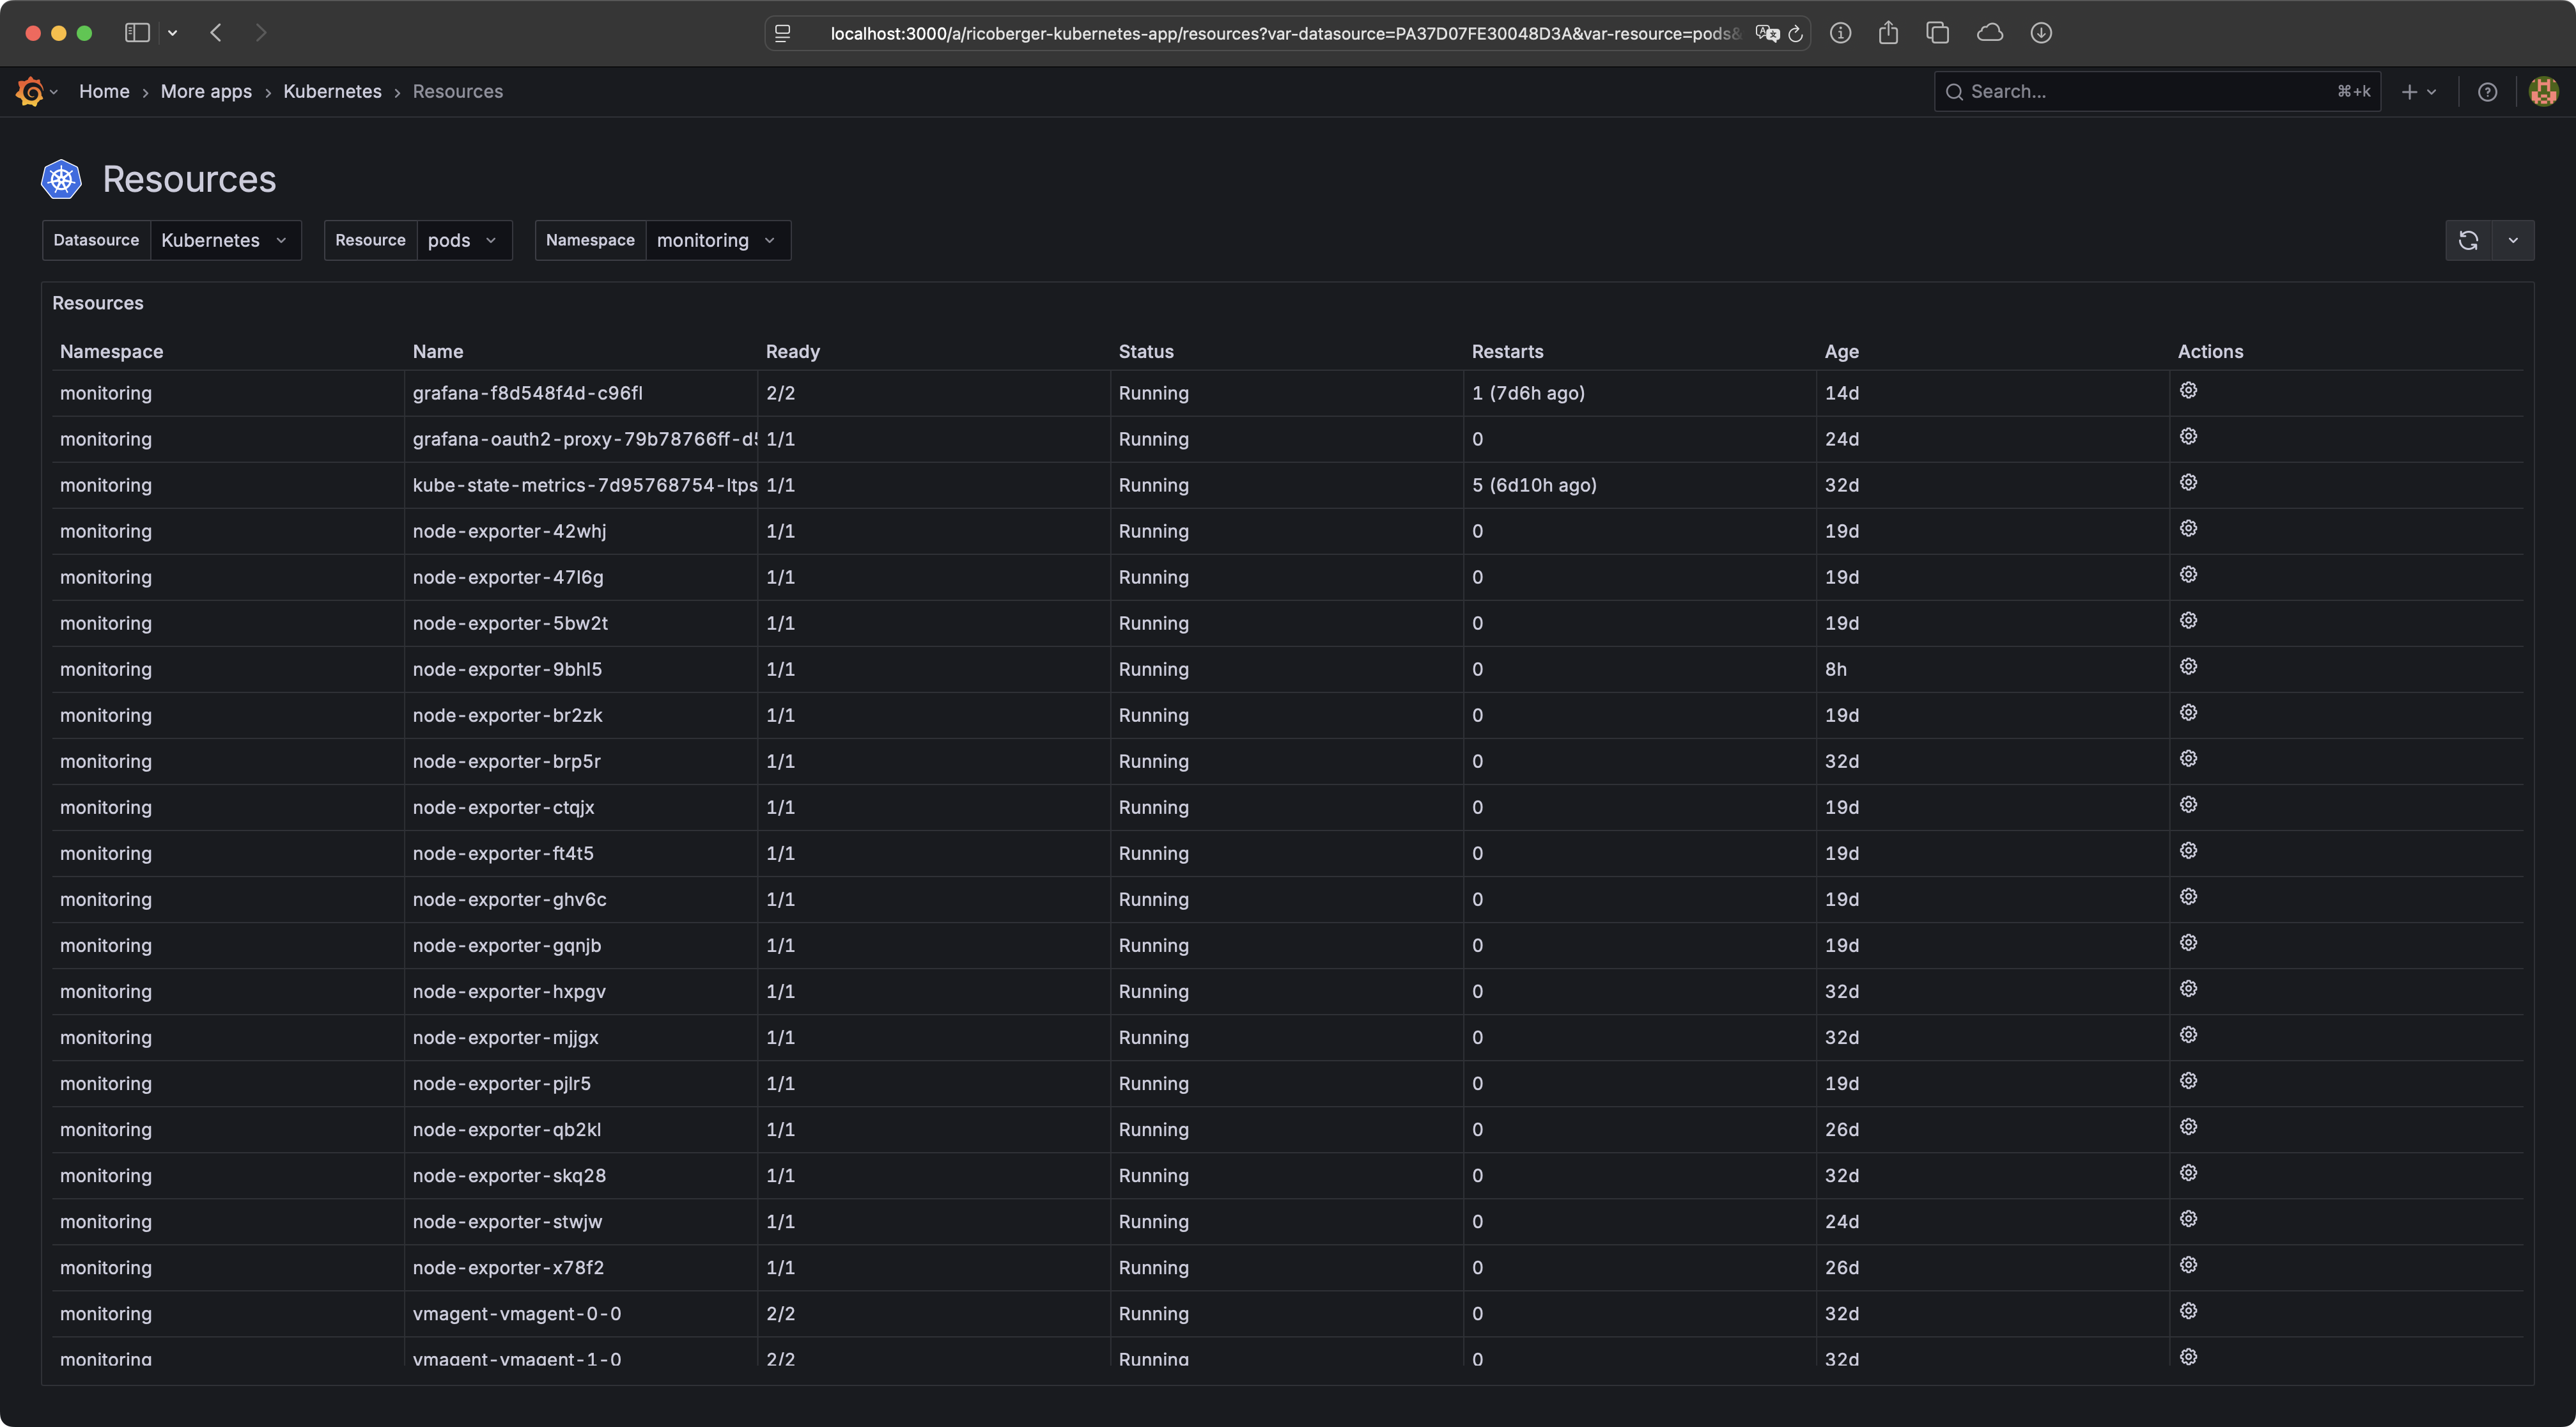 localhost:3000/a/ricoberger-kubernetes-app/resources?var-datasource=PA37D07FE30048D3A&var-resource=pods&
Home › More apps › Kubernetes › Resources
Search... ⌘+k
Resources
Datasource Kubernetes Resource pods Namespace monitoring
Resources
Namespace Name Ready Status Restarts Age Actions
monitoring grafana-f8d548f4d-c96fl 2/2 Running 1 (7d6h ago) 14d
monitoring grafana-oauth2-proxy-79b78766ff-d5 1/1 Running 0 24d
monitoring kube-state-metrics-7d95768754-ltps 1/1 Running 5 (6d10h ago) 32d
monitoring node-exporter-42whj 1/1 Running 0 19d
monitoring node-exporter-47l6g 1/1 Running 0 19d
monitoring node-exporter-5bw2t 1/1 Running 0 19d
monitoring node-exporter-9bhl5 1/1 Running 0 8h
monitoring node-exporter-br2zk 1/1 Running 0 19d
monitoring node-exporter-brp5r 1/1 Running 0 32d
monitoring node-exporter-ctqjx 1/1 Running 0 19d
monitoring node-exporter-ft4t5 1/1 Running 0 19d
monitoring node-exporter-ghv6c 1/1 Running 0 19d
monitoring node-exporter-gqnjb 1/1 Running 0 19d
monitoring node-exporter-hxpgv 1/1 Running 0 32d
monitoring node-exporter-mjjgx 1/1 Running 0 32d
monitoring node-exporter-pjlr5 1/1 Running 0 19d
monitoring node-exporter-qb2kl 1/1 Running 0 26d
monitoring node-exporter-skq28 1/1 Running 0 32d
monitoring node-exporter-stwjw 1/1 Running 0 24d
monitoring node-exporter-x78f2 1/1 Running 0 26d
monitoring vmagent-vmagent-0-0 2/2 Running 0 32d
monitoring vmagent-vmagent-1-0 2/2 Running 0 32d